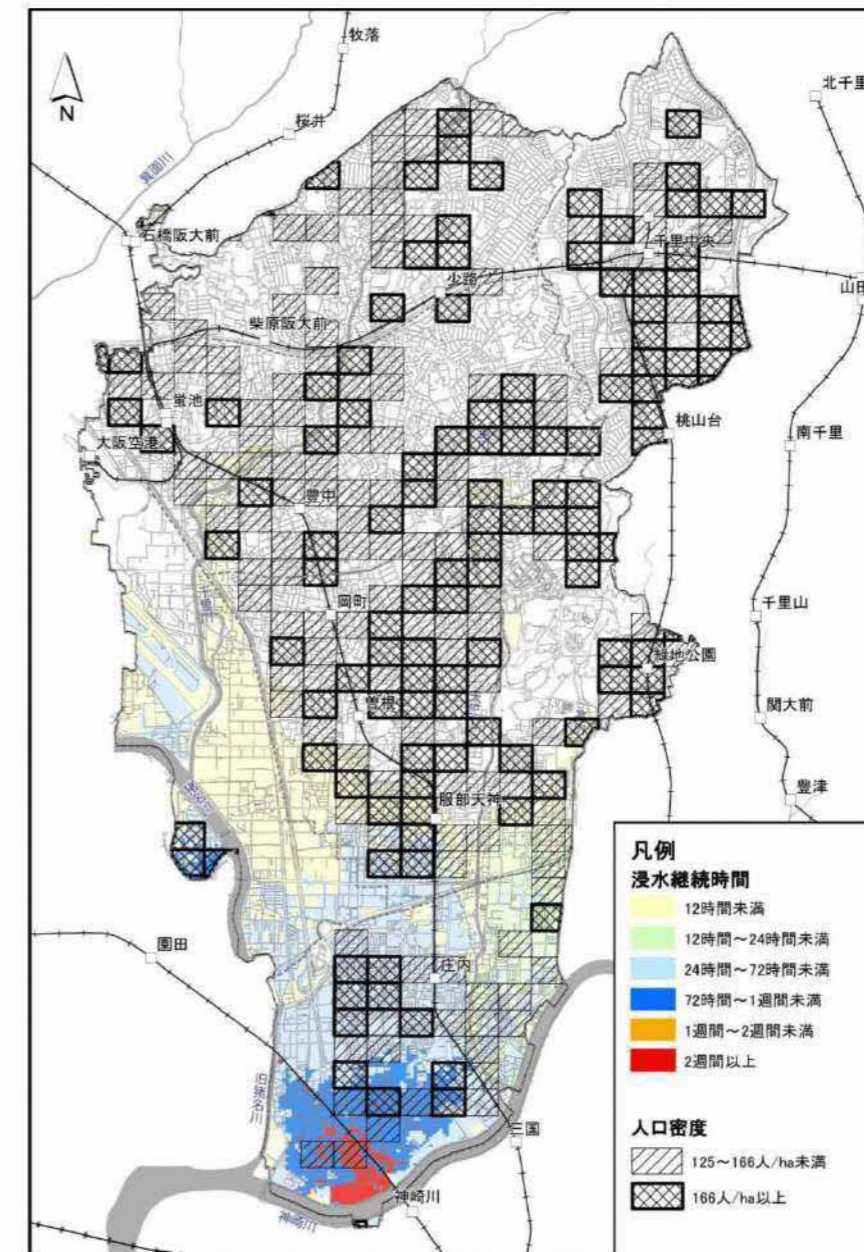 牧落
北千里
N
桜井
箕面川
石橋阪大前
千里中央
少路
山田
柴原阪大前
蛍池
桃山台
大阪空港
南千里
豊中
千里川
岡町
千里山
緑地公園
曽根
関大前
豊津
服部天神
凡例
浸水継続時間
12時間未満
12時間～24時間未満
24時間～72時間未満
72時間～1週間未満
1週間～2週間未満
2週間以上
園田
庄内
旧猪名川
三国
神崎川
神崎川
人口密度
125～166人/ha未満
166人/ha以上